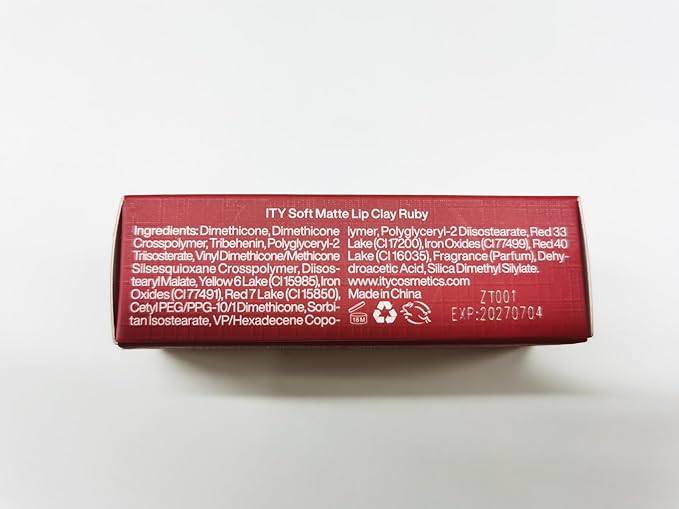 ITY Soft Matte Lip Clay Ruby
Ingredients: Dimethicone, Dimethicone
Crosspolymer, Tribehenin, Polyglyceryl-2
Triisosterate, Vinyl Dimethicone/Methicone
Silsesquioxane Crosspolymer, Diisos-
tearyl Malate, Yellow 6 Lake (CI 15985), Iron
Oxides (CI 77491), Red 7 Lake (CI 15850),
Cetyl PEG/PPG-10/1 Dimethicone, Sorbi-
tan Isostearate, VP/Hexadecene Copo-
lymer, Polyglyceryl-2 Diisostearate, Red 33
Lake (CI 17200), Iron Oxides (CI 77499), Red 40
Lake (CI 16035), Fragrance (Parfum), Dehy-
droacetic Acid, Silica Dimethyl Silylate.
www.itycosmetics.com
Made in China
18M
ZT001
EXP:20270704